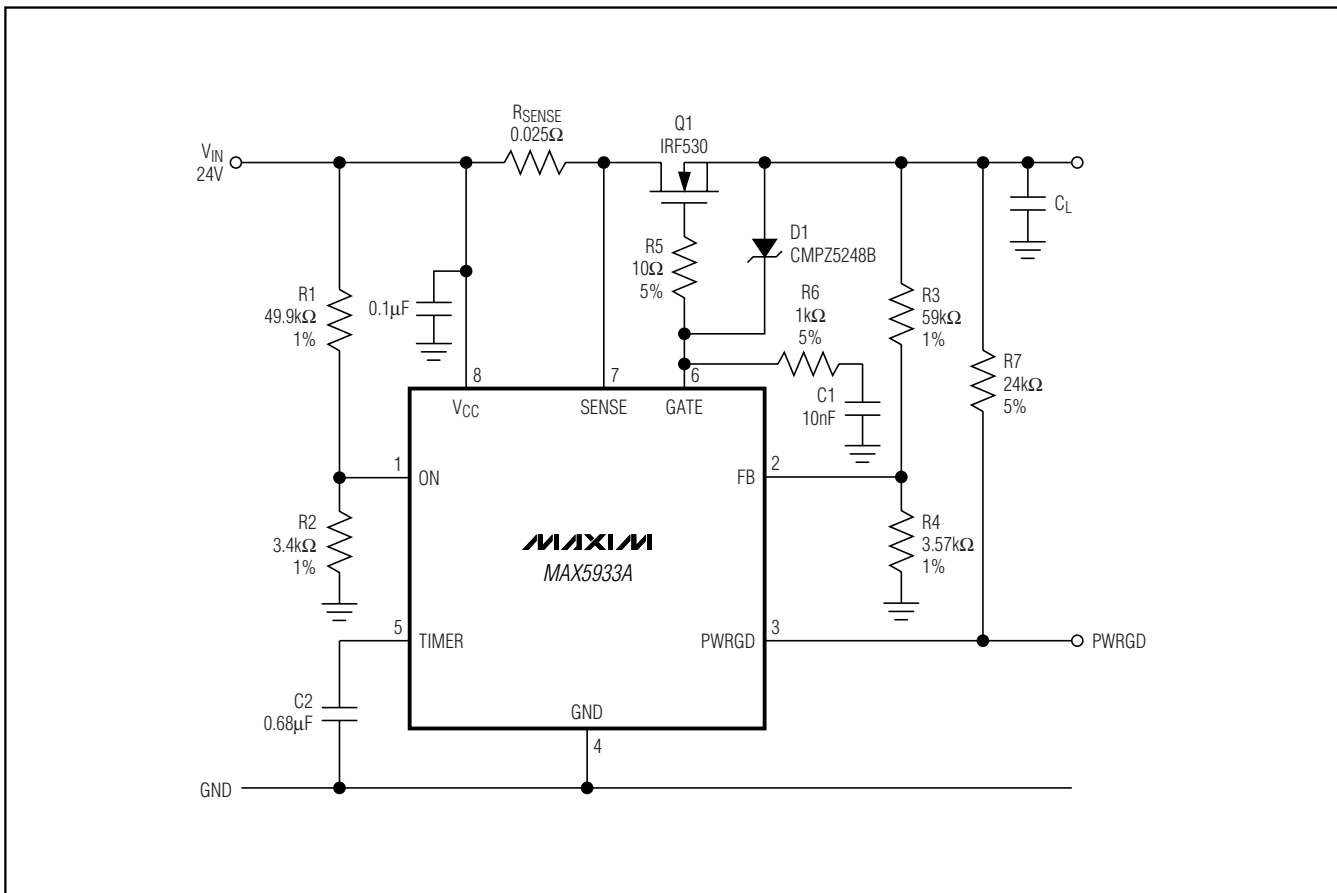 RSENSE
0.025Ω
Q1
IRF530
VIN
24V
CL
D1
CMPZ5248B
R5
10Ω
5%
R6
1kΩ
5%
R1
49.9kΩ
1%
0.1μF
R3
59kΩ
1%
R7
24kΩ
5%
C1
10nF
8
7
6
VCC
SENSE
GATE
1
ON
2
FB
R2
3.4kΩ
1%
MAXIM
MAX5933A
R4
3.57kΩ
1%
5
TIMER
3
PWRGD
PWRGD
C2
0.68μF
GND
4
GND